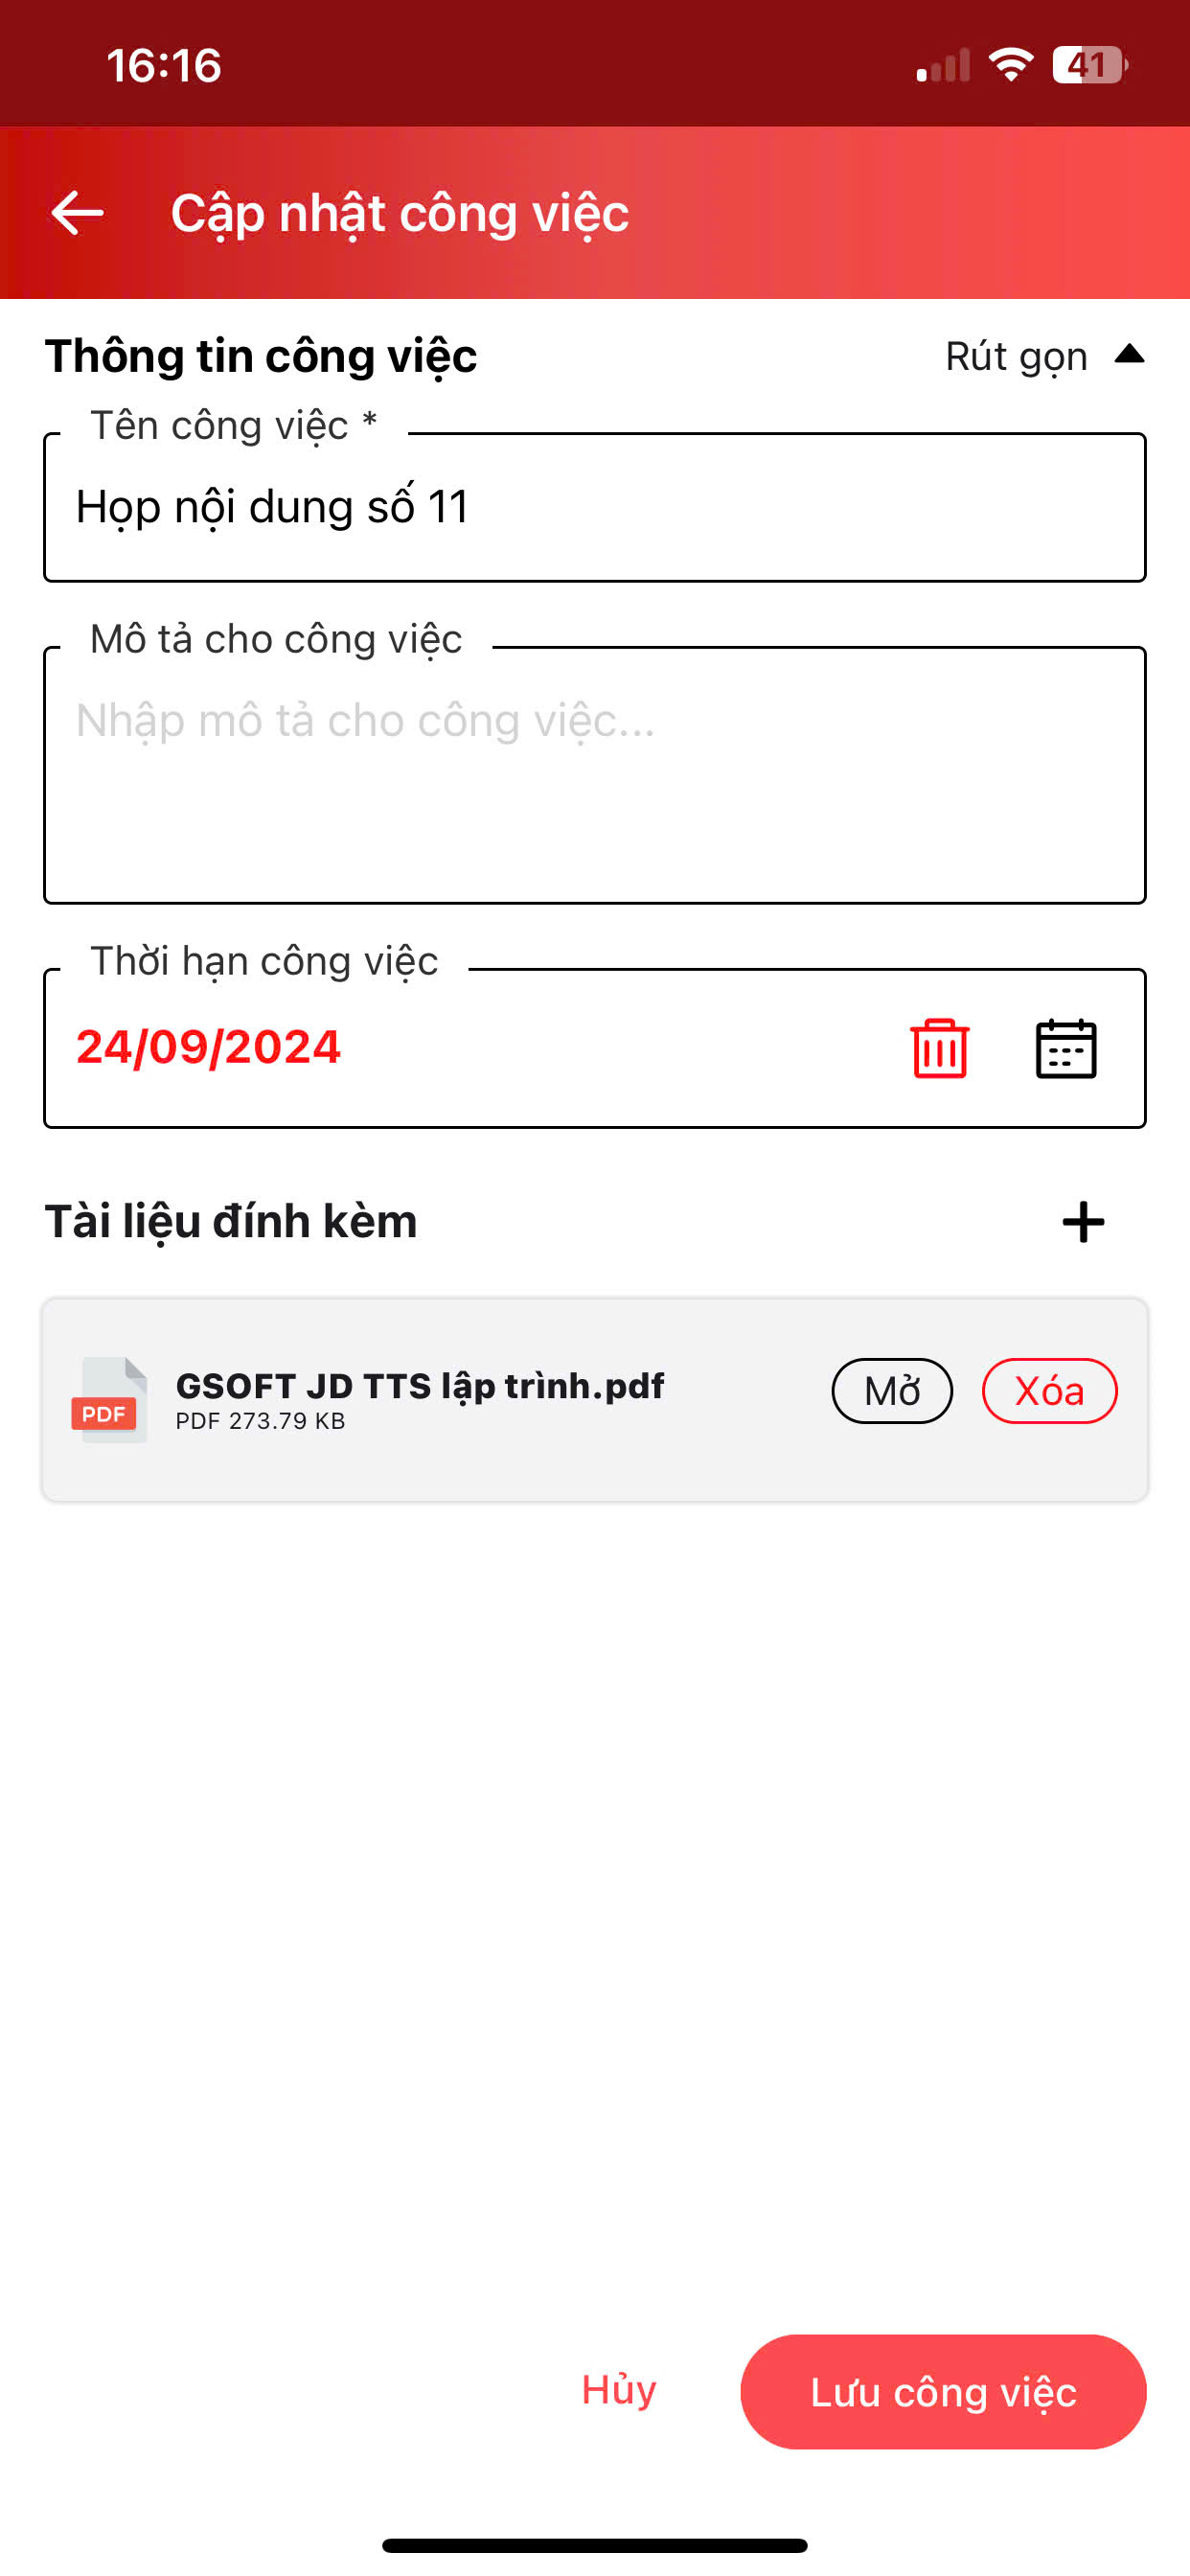 16:16
41
Cập nhật công việc
Thông tin công việc
Rút gọn
Tên công việc *
Họp nội dung số 11
Mô tả cho công việc
Nhập mô tả cho công việc...
Thời hạn công việc
24/09/2024
Tài liệu đính kèm
PDF
GSOFT JD TTS lập trình.pdf
PDF 273.79 KB
Mở
Xóa
Hủy
Lưu công việc